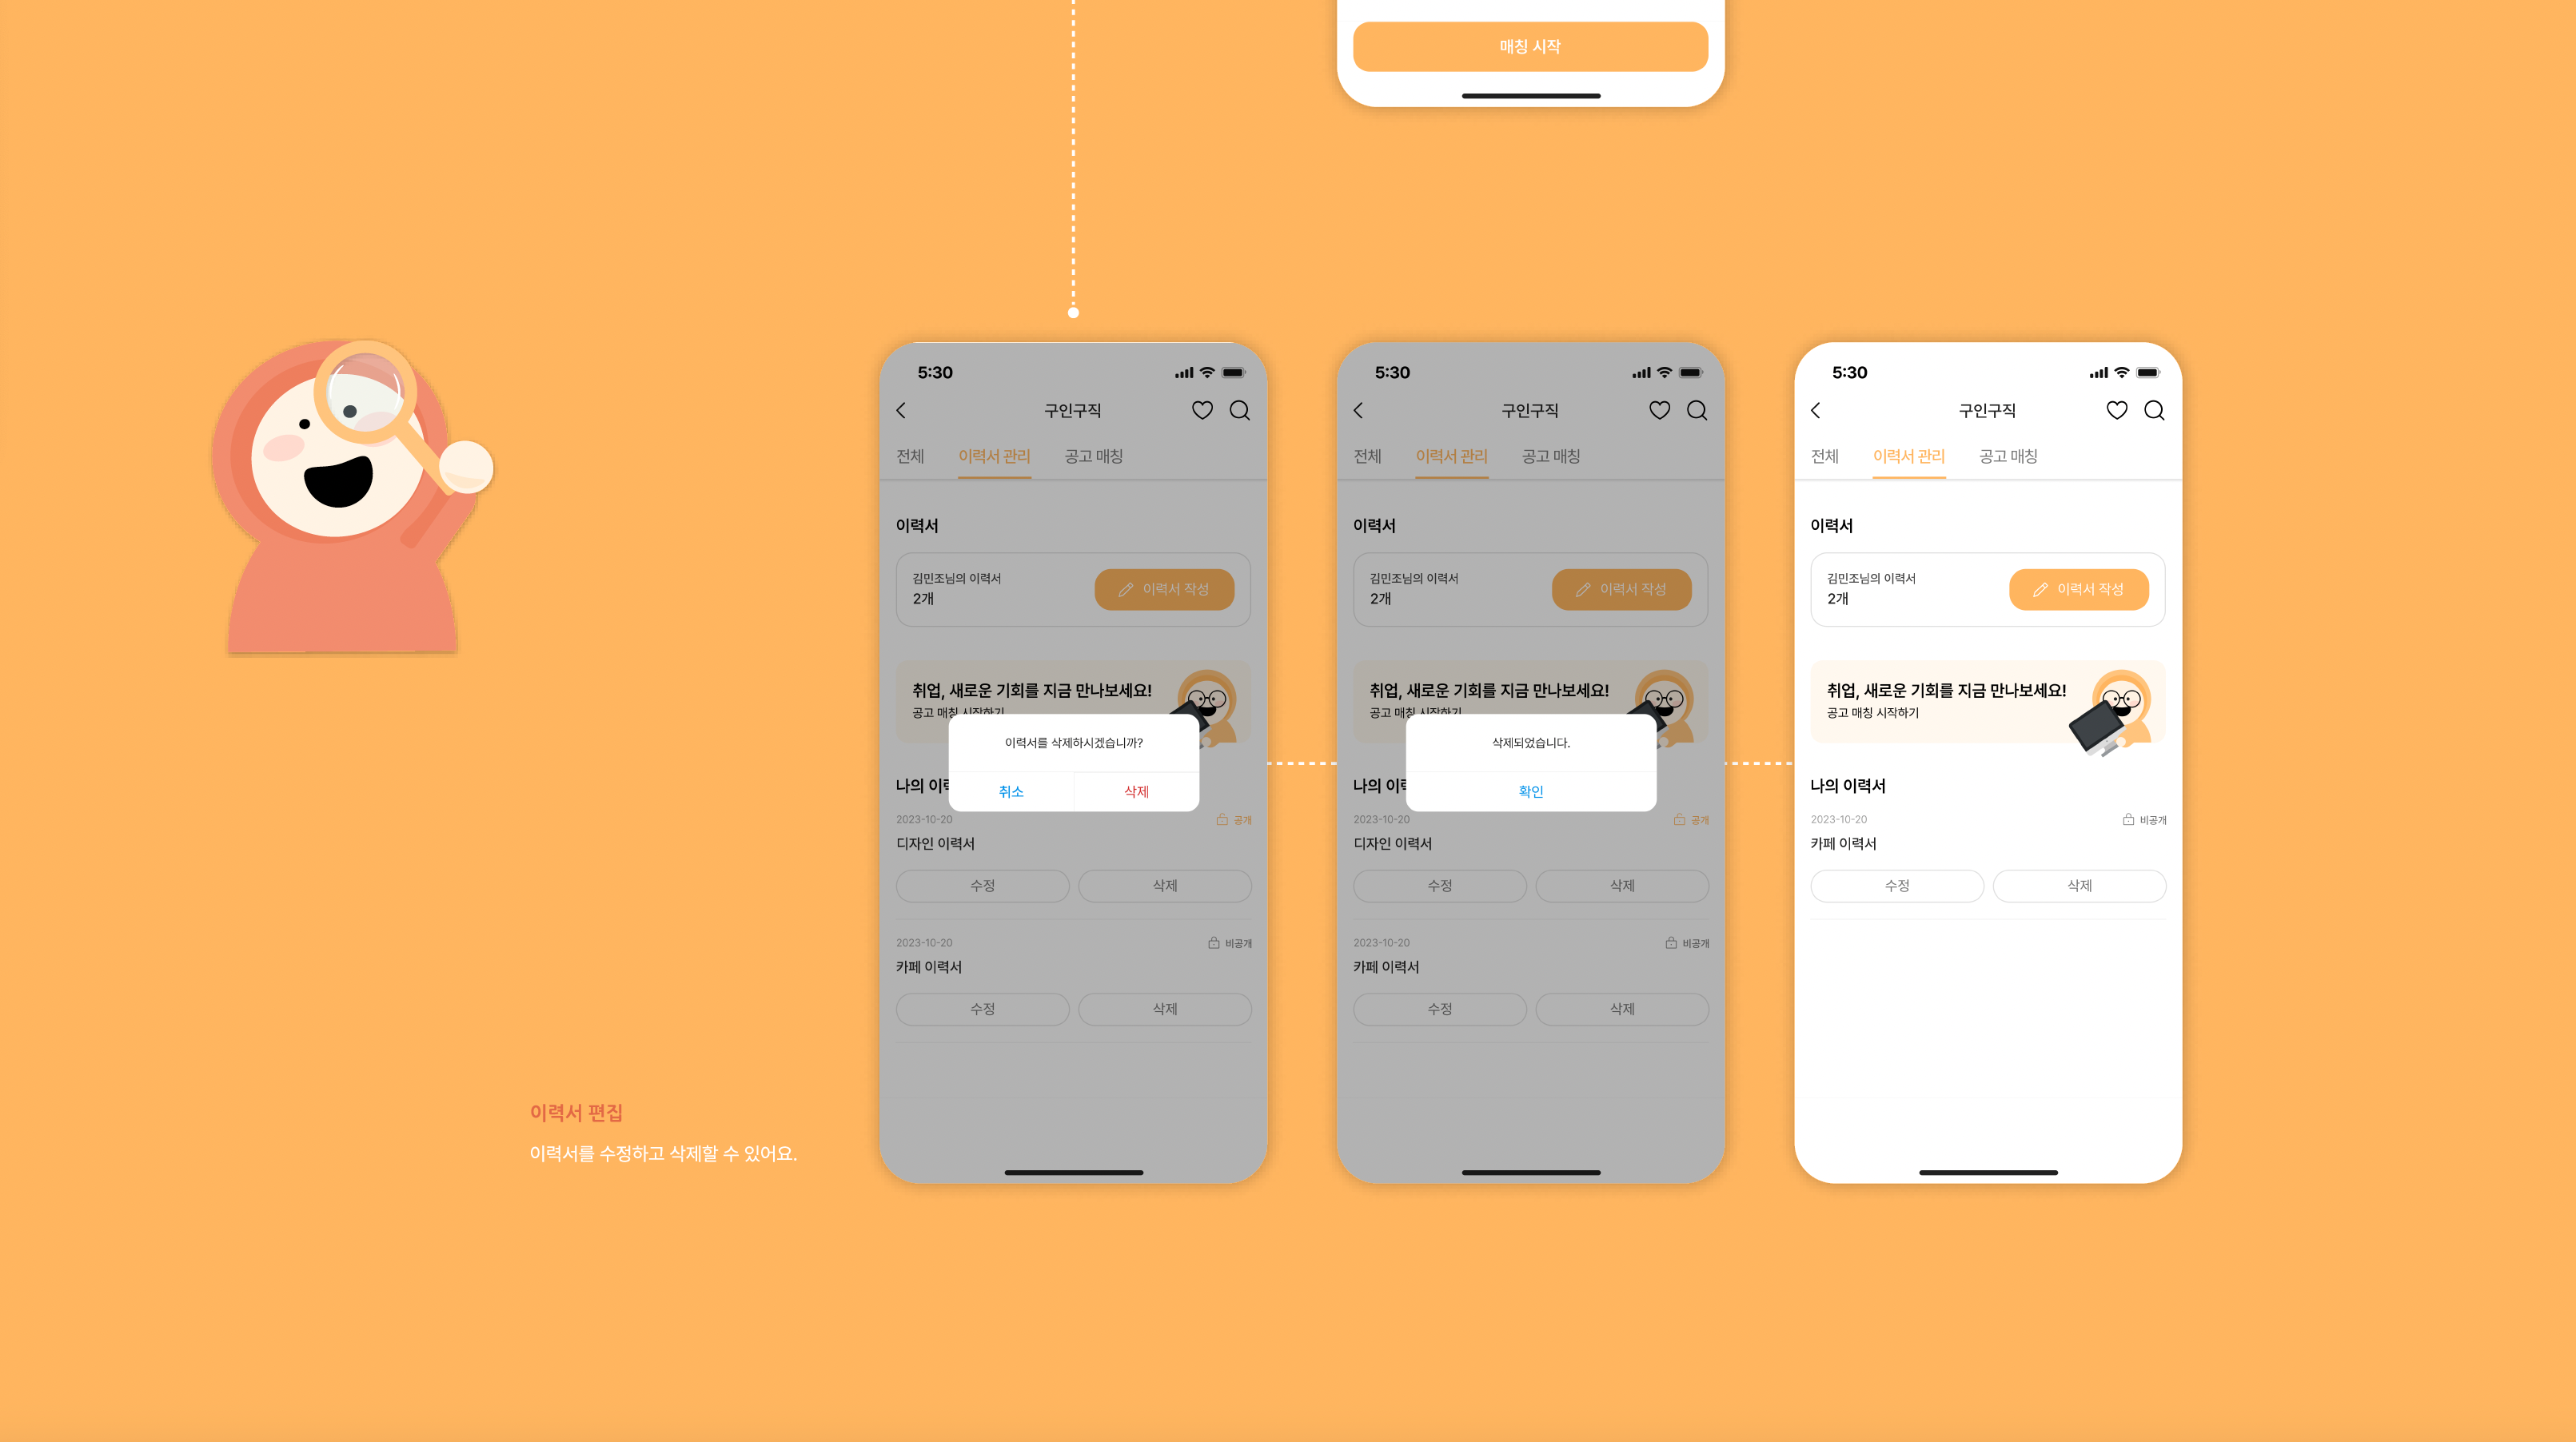 매칭 시작
5:30
구인구직
전체 이력서 관리 공고 매칭
이력서
김민조님의 이력서
2개
이력서 작성
취업, 새로운 기회를 지금 만나보세요!
공고 매칭 시작하기
이력서를 삭제하시겠습니까?
취소 삭제
나의 이력
2023-10-20 공개
디자인 이력서
수정 삭제
2023-10-20 비공개
카페 이력서
수정 삭제
5:30
구인구직
전체 이력서 관리 공고 매칭
이력서
김민조님의 이력서
2개
이력서 작성
취업, 새로운 기회를 지금 만나보세요!
공고 매칭 시작하기
삭제되었습니다.
확인
나의 이력
2023-10-20 공개
디자인 이력서
수정 삭제
2023-10-20 비공개
카페 이력서
수정 삭제
5:30
구인구직
전체 이력서 관리 공고 매칭
이력서
김민조님의 이력서
2개
이력서 작성
취업, 새로운 기회를 지금 만나보세요!
공고 매칭 시작하기
나의 이력서
2023-10-20 비공개
카페 이력서
수정 삭제
이력서 편집
이력서를 수정하고 삭제할 수 있어요.